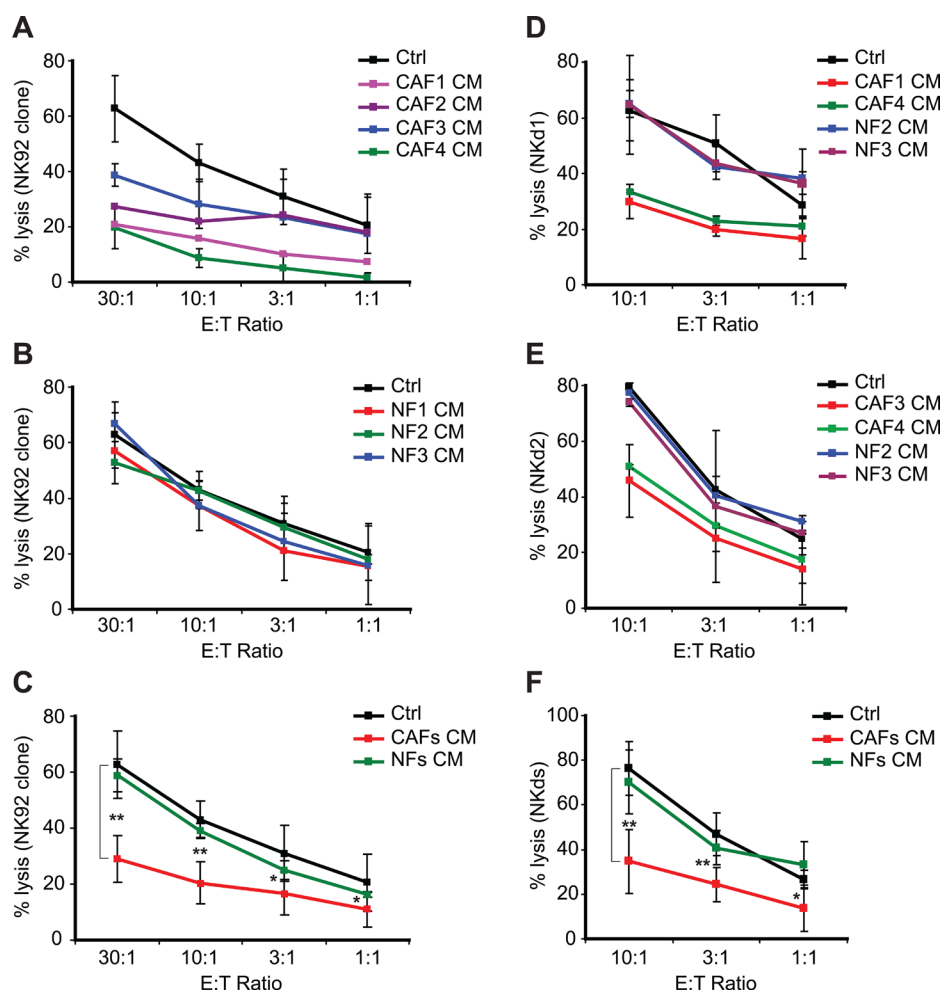 A
% lysis (NK92 clone)
80
60
40
20
0
30:1 10:1 3:1 1:1
E:T Ratio
Ctrl
CAF1 CM
CAF2 CM
CAF3 CM
CAF4 CM
D
% lysis (NKd1)
80
60
40
20
0
10:1 3:1 1:1
E:T Ratio
Ctrl
CAF1 CM
CAF4 CM
NF2 CM
NF3 CM
B
% lysis (NK92 clone)
80
60
40
20
0
30:1 10:1 3:1 1:1
E:T Ratio
Ctrl
NF1 CM
NF2 CM
NF3 CM
E
% lysis (NKd2)
80
60
40
20
0
10:1 3:1 1:1
E:T Ratio
Ctrl
CAF3 CM
CAF4 CM
NF2 CM
NF3 CM
C
% lysis (NK92 clone)
80
60
40
20
0
** ** * *
30:1 10:1 3:1 1:1
E:T Ratio
Ctrl
CAFs CM
NFs CM
F
% lysis (NKds)
100
80
60
40
20
0
** ** *
10:1 3:1 1:1
E:T Ratio
Ctrl
CAFs CM
NFs CM